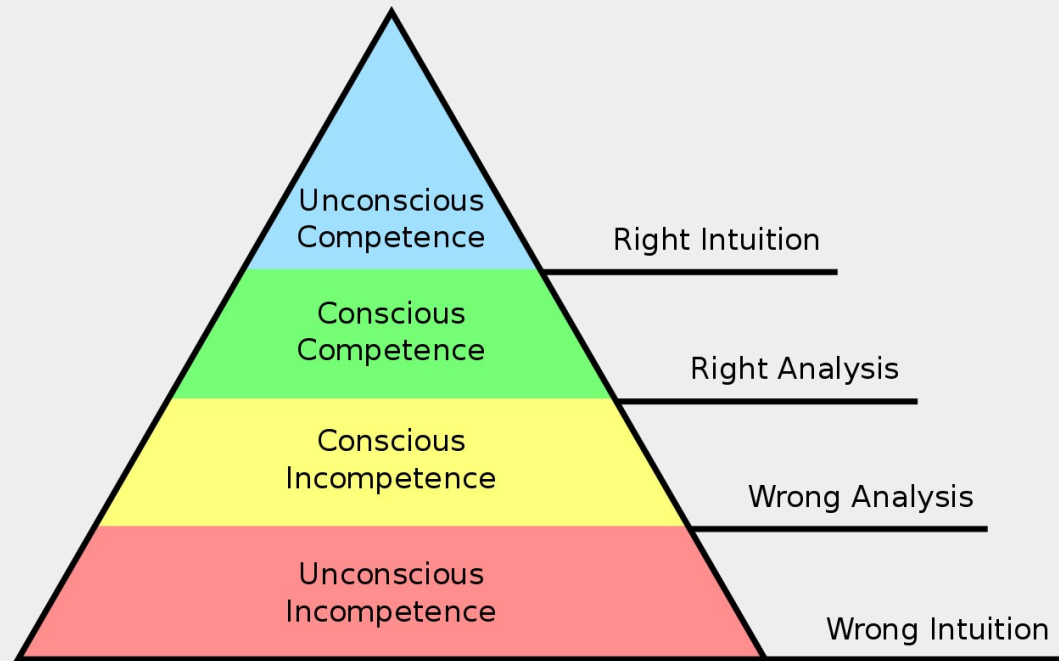 Unconscious
Competence
Right Intuition
Conscious
Competence
Right Analysis
Conscious
Incompetence
Wrong Analysis
Unconscious
Incompetence
Wrong Intuition